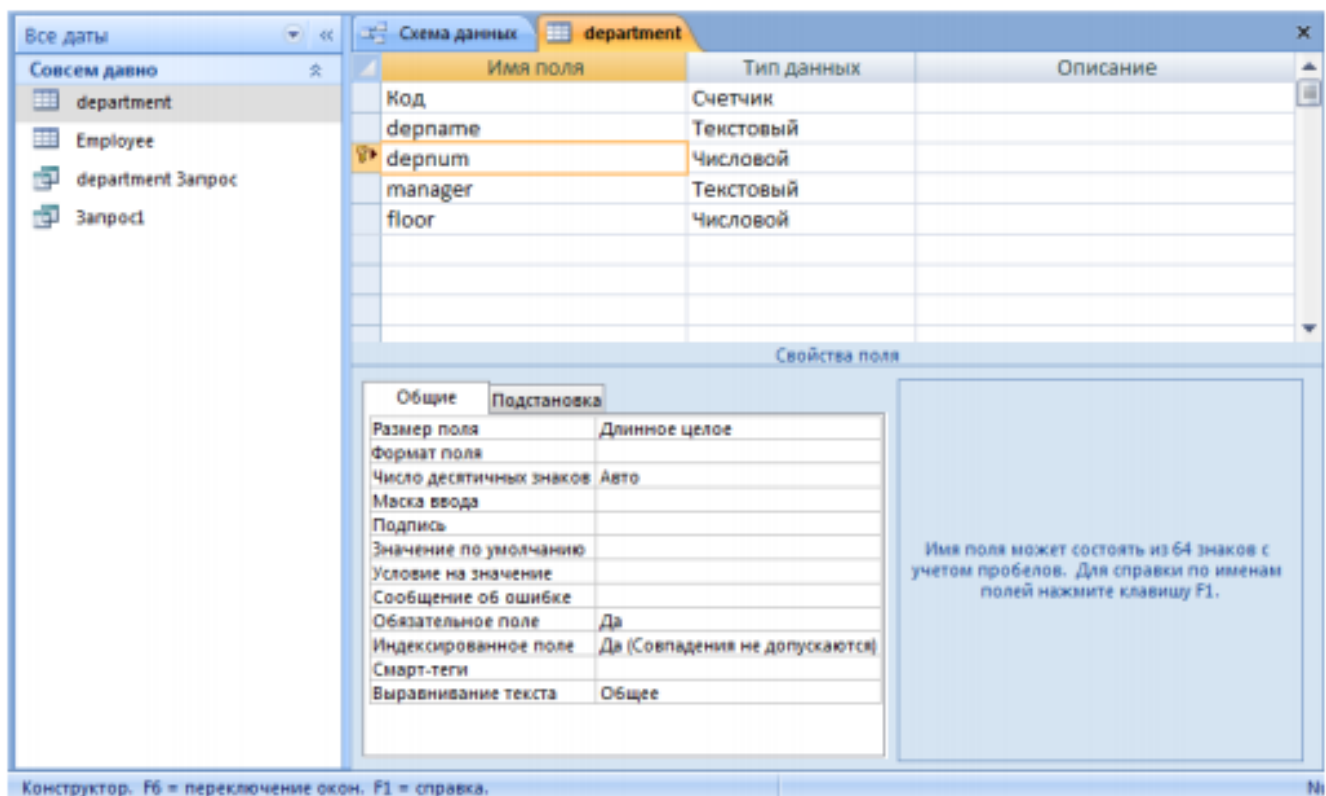 Все даты
Совсем давно
department
Employee
department Запрос
Запрос1
Схема данных department
Имя поля Тип данных Описание
Код Счетчик
depname Текстовый
depnum Числовой
manager Текстовый
floor Числовой
Свойства поля
Общие Подстановка
Размер поля Длинное целое
Формат поля
Число десятичных знаков Авто
Маска ввода
Подпись
Значение по умолчанию
Условие на значение
Сообщение об ошибке
Обязательное поле Да
Индексированное поле Да (Совпадения не допускаются)
Смарт-теги
Выравнивание текста Общее
Имя поля может состоять из 64 знаков с
учетом пробелов. Для справки по именам
полей нажмите клавишу F1.
Конструктор. F6 = переключение окон. F1 = справка.